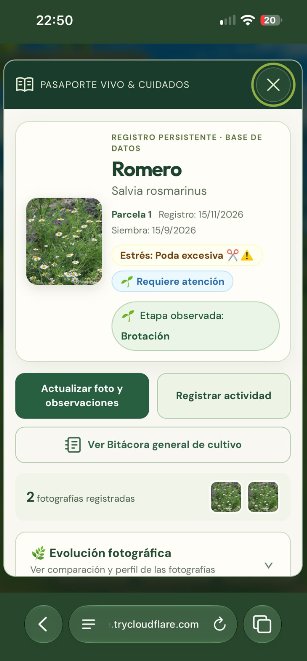 22:50
20
PASAPORTE VIVO & CUIDADOS
REGISTRO PERSISTENTE · BASE DE
DATOS
Romero
Salvia rosmarinus
Parcela 1 Registro: 15/11/2026
Siembra: 15/9/2026
Estrés: Poda excesiva ✂️⚠️
🌱 Requiere atención
🌱 Etapa observada:
Brotación
Actualizar foto y
observaciones
Registrar actividad
Ver Bitácora general de cultivo
2 fotografías registradas
🌿 Evolución fotográfica
Ver comparación y perfil de las fotografías
.trycloudflare.com